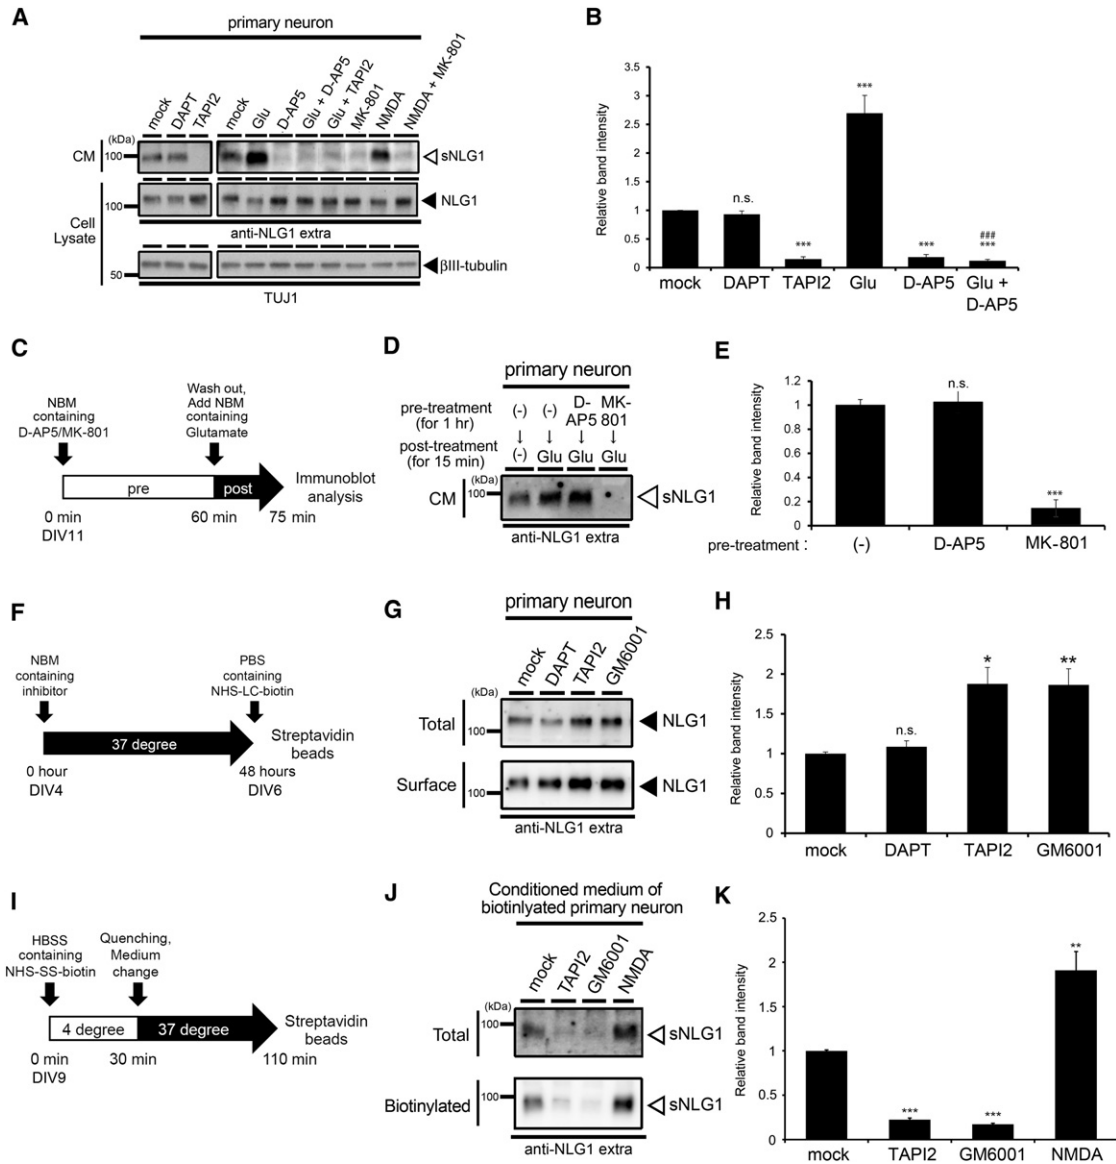 A
primary neuron
mock
DAPT
TAPI2
mock
Glu
D-AP5
Glu + D-AP5
Glu + TAPI2
MK-801
NMDA
NMDA + MK-801
(kDa)
CM
100
sNLG1
100
NLG1
Cell
Lysate
anti-NLG1 extra
50
βIII-tubulin
TUJ1
B
Relative band intensity
3.5
3
2.5
2
1.5
1
0.5
0
n.s.
***
***
***
###
***
mock
DAPT
TAPI2
Glu
D-AP5
Glu +
D-AP5
C
NBM
containing
D-AP5/MK-801
Wash out,
Add NBM
containing
Glutamate
pre
post
Immunoblot
analysis
0 min
60 min
75 min
DIV11
D
primary neuron
pre-treatment
(for 1 hr)
(-)
(-)
D-
AP5
MK-
801
↓ ↓ ↓ ↓
post-treatment
(for 15 min)
(-)
Glu
Glu
Glu
(kDa)
CM
100
sNLG1
anti-NLG1 extra
E
Relative band intensity
1.2
1
0.8
0.6
0.4
0.2
0
n.s.
***
pre-treatment :
(-)
D-AP5
MK-801
F
NBM
containing
inhibitor
PBS
containing
NHS-LC-biotin
37 degree
Streptavidin
beads
0 hour
DIV4
48 hours
DIV6
G
primary neuron
mock
DAPT
TAPI2
GM6001
(kDa)
Total
100
NLG1
Surface
100
NLG1
anti-NLG1 extra
H
Relative band intensity
2.5
2
1.5
1
0.5
0
n.s.
*
**
mock
DAPT
TAPI2
GM6001
I
HBSS
containing
NHS-SS-biotin
Quenching,
Medium
change
4 degree
37 degree
Streptavidin
beads
0 min
DIV9
30 min
110 min
J
Conditioned medium of
biotinlyated primary neuron
mock
TAPI2
GM6001
NMDA
(kDa)
Total
100
sNLG1
Biotinylated
100
sNLG1
anti-NLG1 extra
K
Relative band intensity
2.5
2
1.5
1
0.5
0
***
***
**
mock
TAPI2
GM6001
NMDA